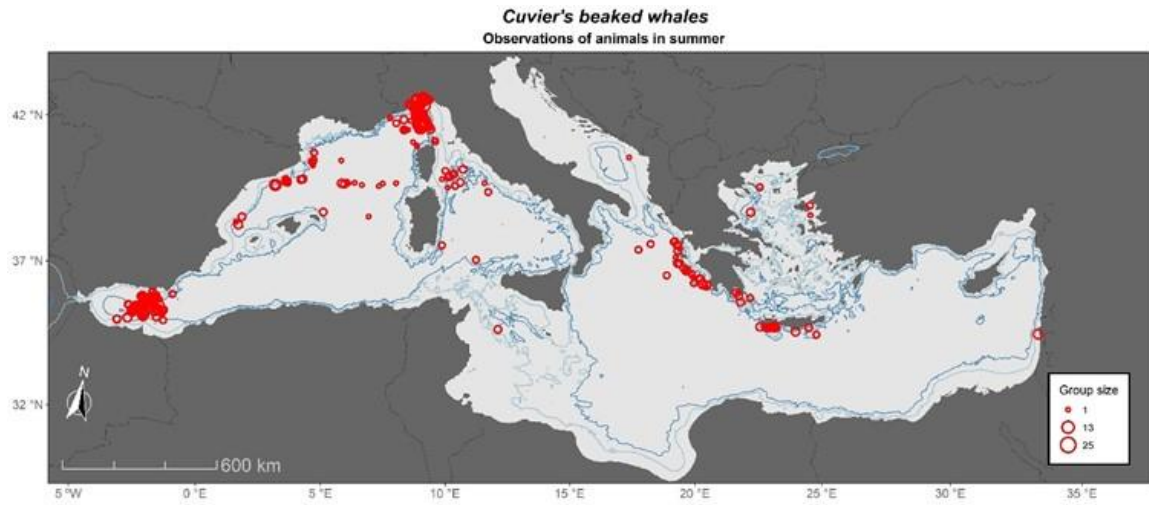 Cuvier's beaked whales
Observations of animals in summer
42 °N
37 °N
32 °N
N
600 km
Group size
1
13
25
5 °W
0 °E
5 °E
10 °E
15 °E
20 °E
25 °E
30 °E
35 °E